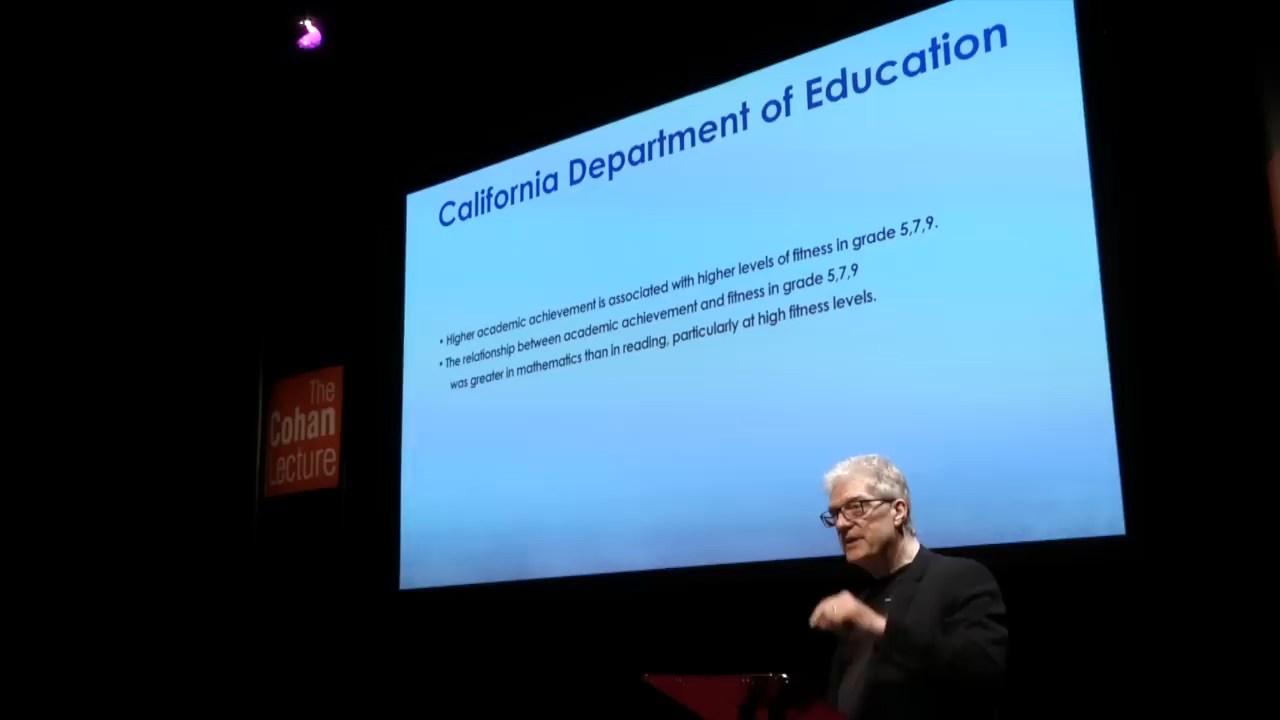 California Department of Education
• Higher academic achievement is associated with higher levels of fitness in grade 5,7,9.
• The relationship between academic achievement and fitness in grade 5,7,9
was greater in mathematics than in reading, particularly at high fitness levels.
The
Cohan
Lecture